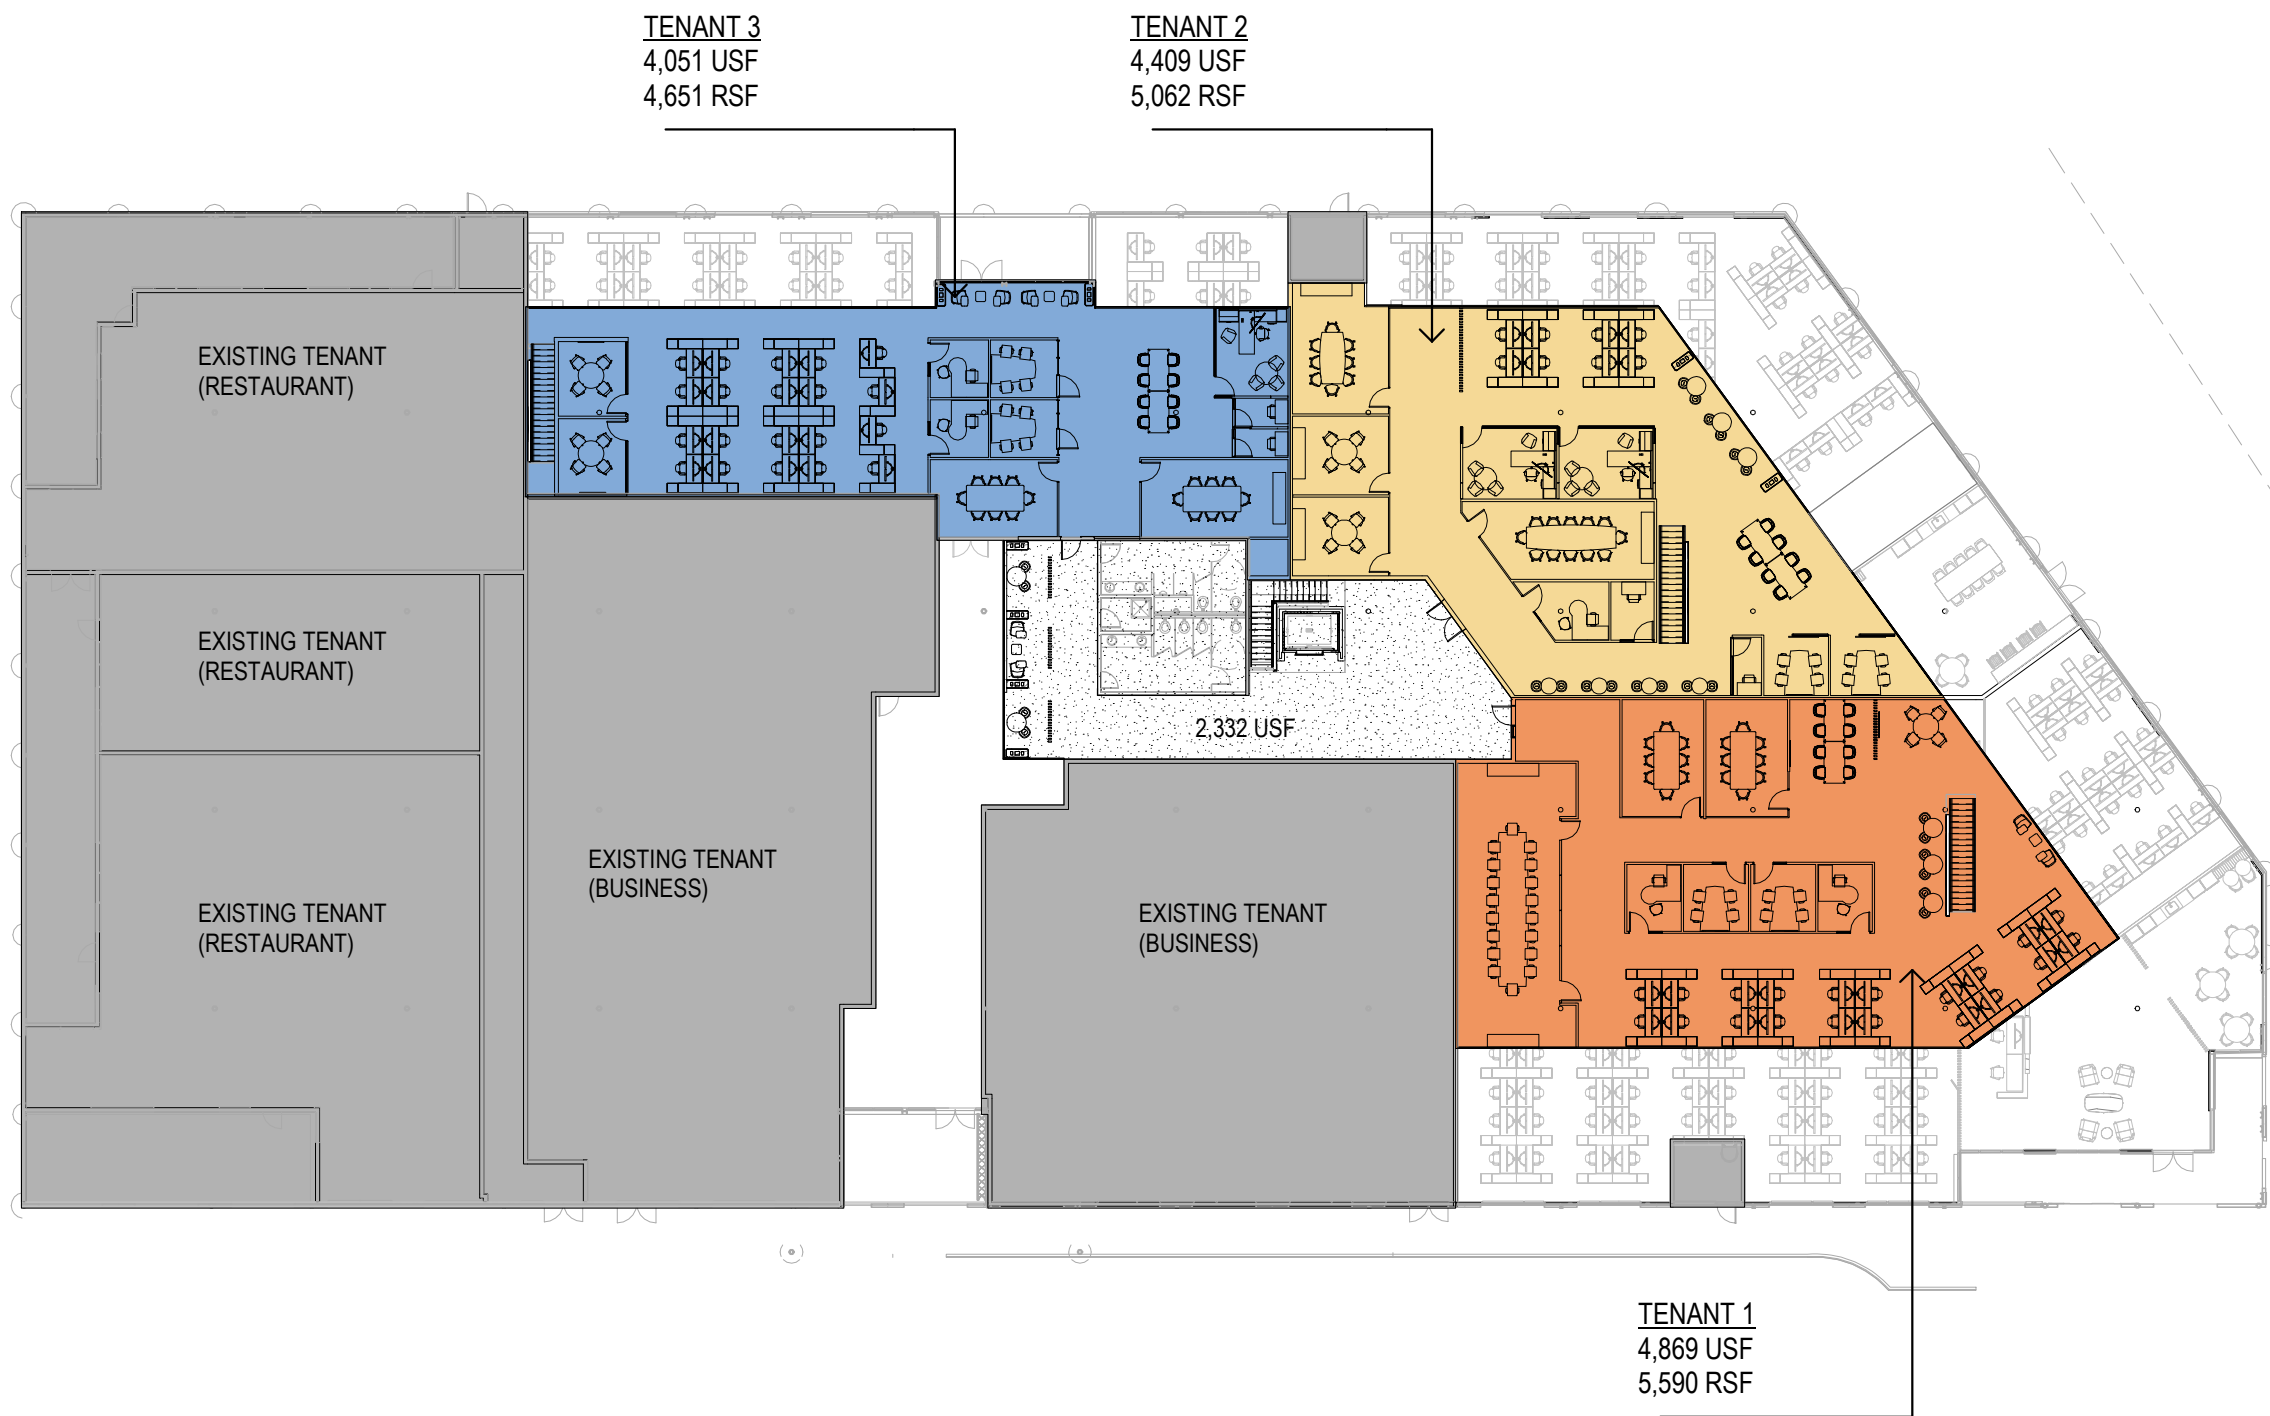 TENANT 3
4,051 USF
4,651 RSF
TENANT 2
4,409 USF
5,062 RSF
EXISTING TENANT
(RESTAURANT)
EXISTING TENANT
(RESTAURANT)
2,332 USF
EXISTING TENANT
(BUSINESS)
EXISTING TENANT
(RESTAURANT)
EXISTING TENANT
(BUSINESS)
TENANT 1
4,869 USF
5,590 RSF